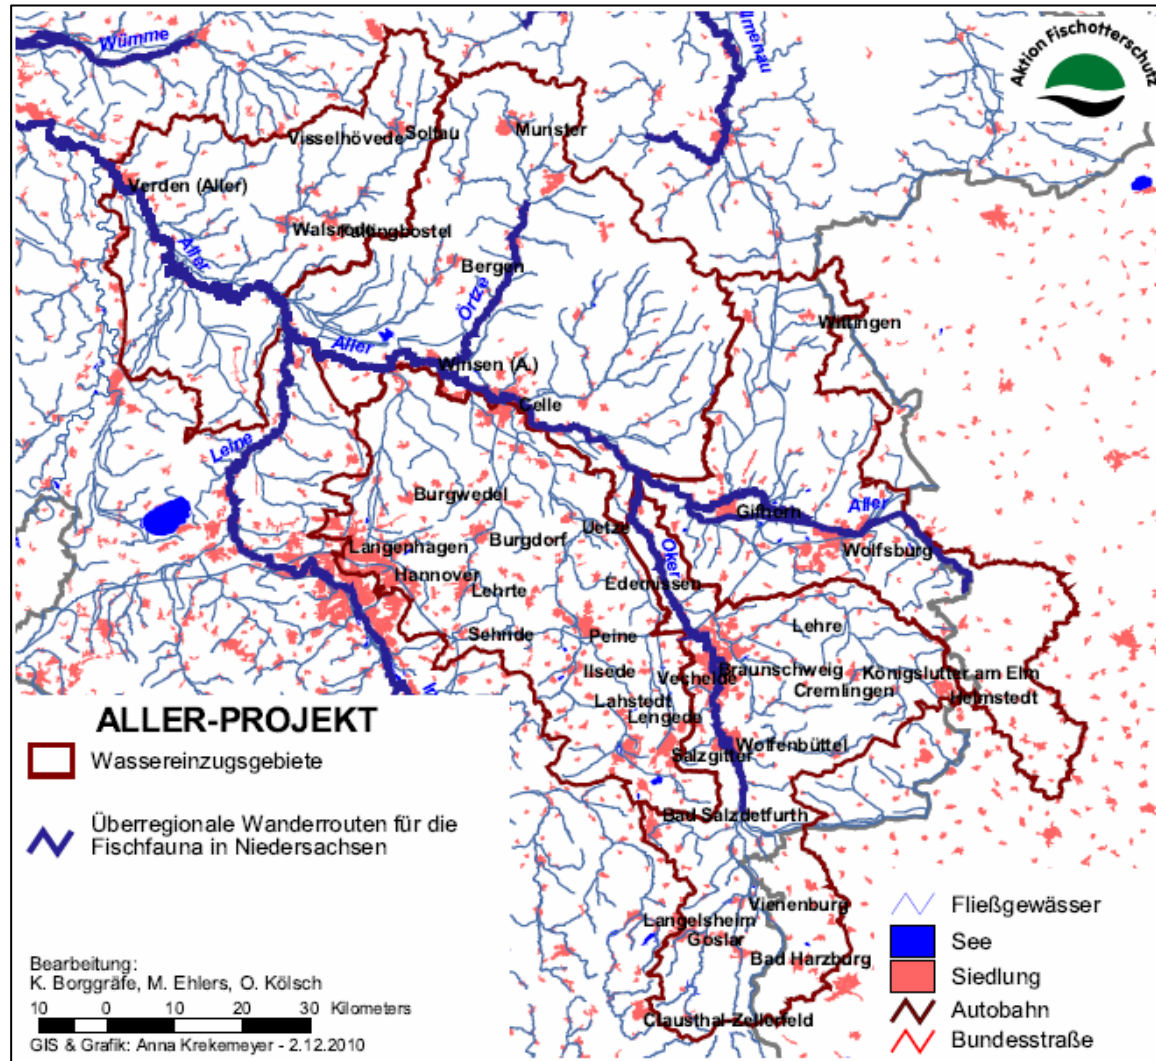 Wümme
Ilmenau
Aktion Fischotterschutz
Visselhövede
Soltau
Munster
Verden (Aller)
Walsrode
Fallingbostel
Aller
Bergen
Örtze
Wittingen
Aller
Winsen (A.)
Celle
Leine
Burgwedel
Gifhorn
Aller
Uetze
Burgdorf
Oker
Langenhagen
Wolfsburg
Hannover
Lehrte
Edemissen
Sehnde
Peine
Lehre
Ilsede
Vechelde
Braunschweig
Königslutter am Elm
Cremlingen
Helmstedt
Lahstedt
Lengede
Salzgitter
Wolfenbüttel
Bad Salzdetfurth
Vienenburg
Langelsheim
Goslar
Bad Harzburg
Clausthal-Zellerfeld
ALLER-PROJEKT
Wassereinzugsgebiete
Überregionale Wanderrouten für die
Fischfauna in Niedersachsen
Bearbeitung:
K. Borggräfe, M. Ehlers, O. Kölsch
10 0 10 20 30 Kilometers
GIS & Grafik: Anna Krekemeyer - 2.12.2010
Fließgewässer
See
Siedlung
Autobahn
Bundesstraße